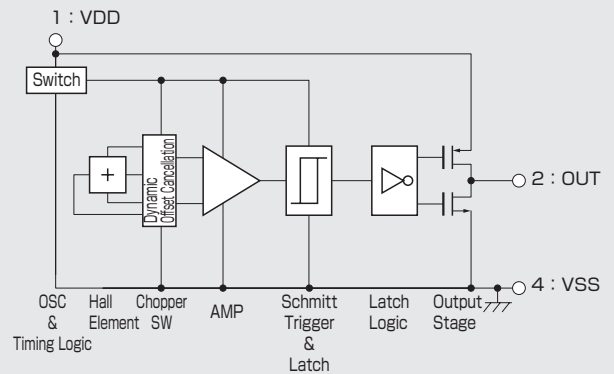 1：VDD
Switch
+
Dynamic
Offset Cancellation
2：OUT
4：VSS
OSC
&
Timing Logic
Hall
Element
Chopper
SW
AMP
Schmitt
Trigger
&
Latch
Latch
Logic
Output
Stage